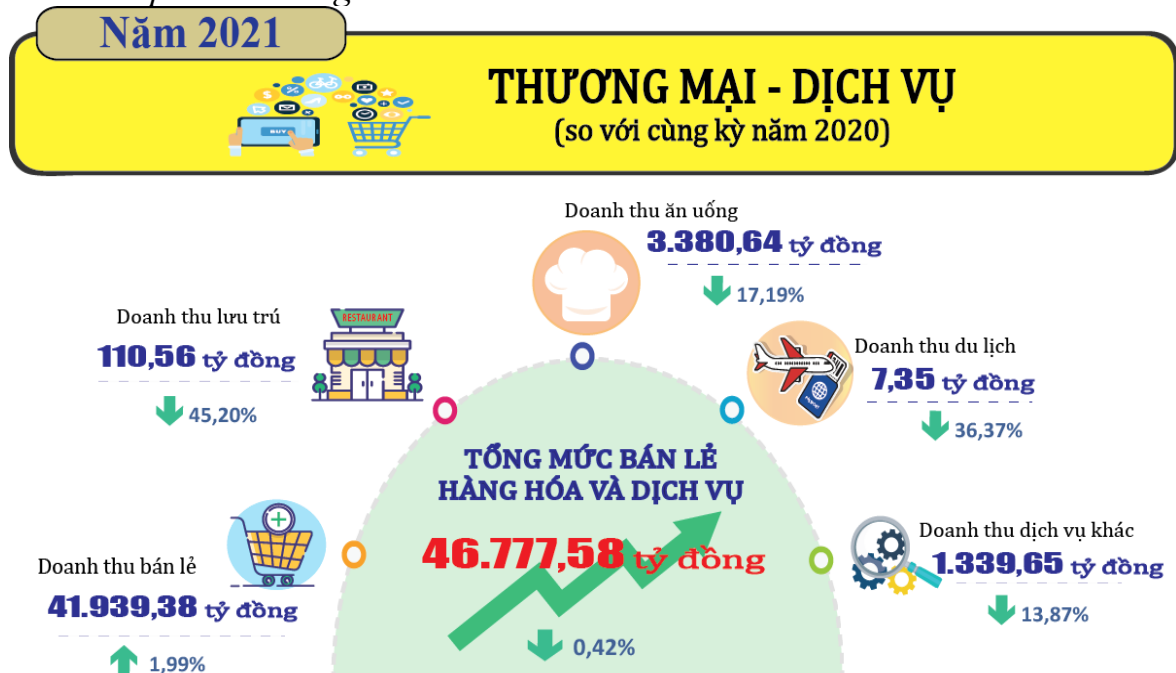 Năm 2021
THƯƠNG MẠI - DỊCH VỤ
(so với cùng kỳ năm 2020)
BUY
Doanh thu ăn uống
3.380,64 tỷ đồng
17,19%
Doanh thu lưu trú
110,56 tỷ đồng
45,20%
RESTAURANT
Doanh thu du lịch
7,35 tỷ đồng
36,37%
TỔNG MỨC BÁN LẺ
HÀNG HÓA VÀ DỊCH VỤ
46.777,58 tỷ đồng
0,42%
Doanh thu bán lẻ
41.939,38 tỷ đồng
1,99%
Doanh thu dịch vụ khác
1.339,65 tỷ đồng
13,87%